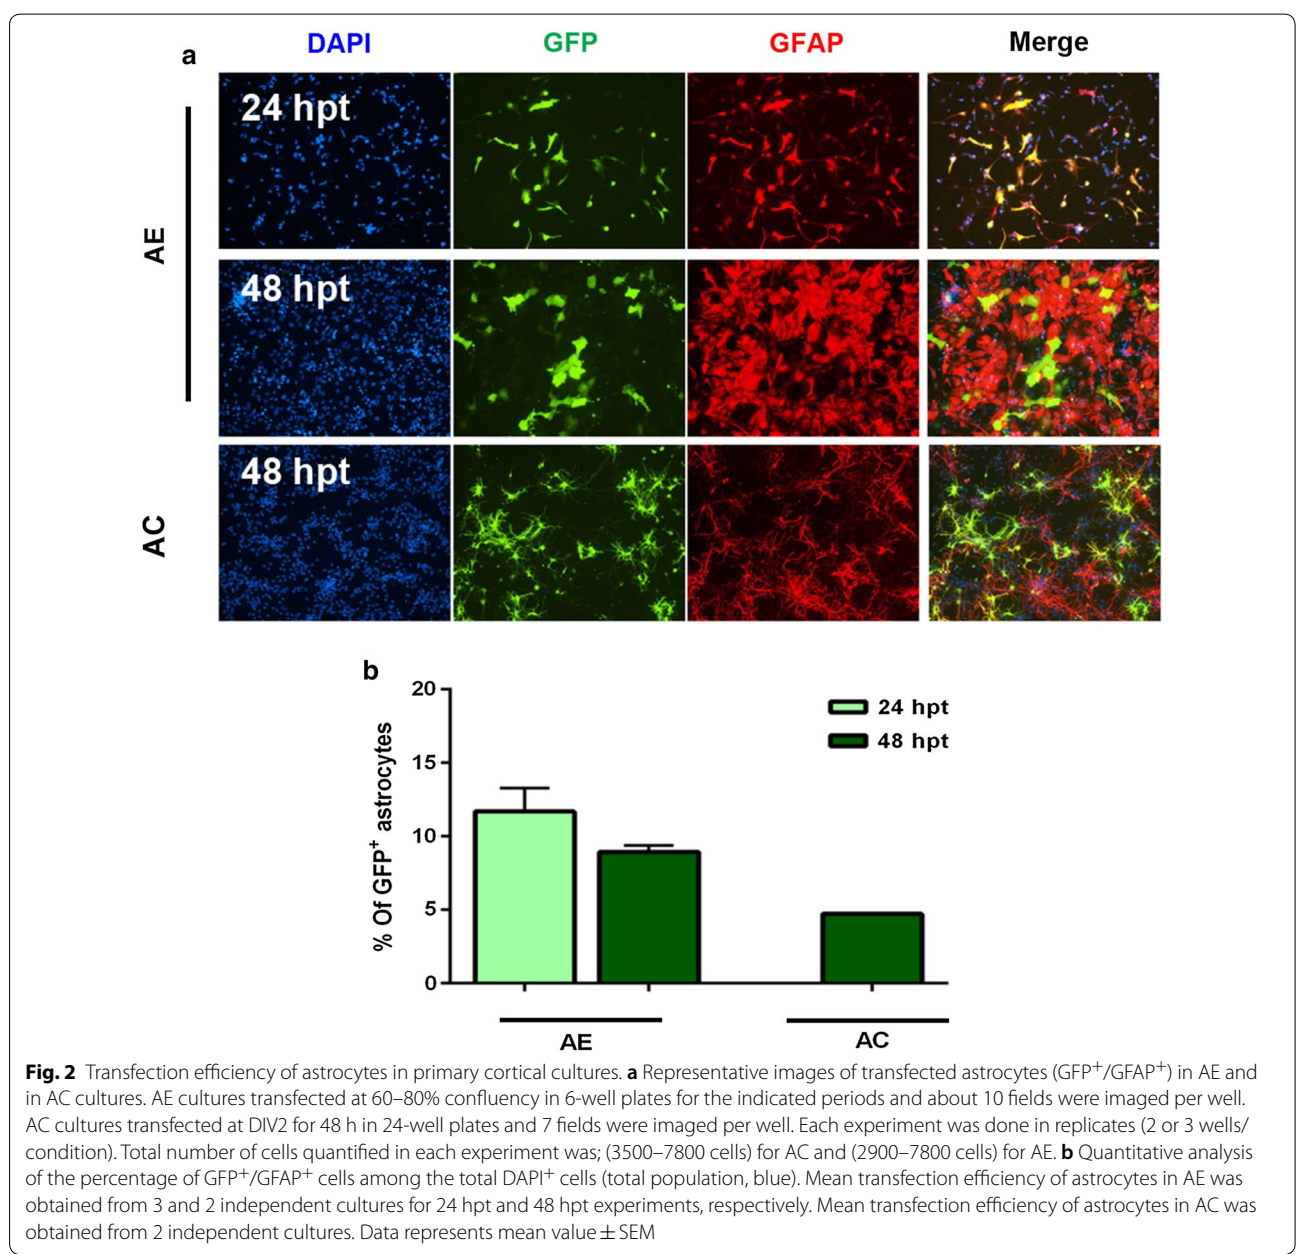 a
DAPI GFP GFAP Merge
AE
24 hpt
48 hpt
AC
48 hpt
b
% Of GFP+ astrocytes
20
15
10
5
0
24 hpt
48 hpt
AE AC
Fig. 2 Transfection efficiency of astrocytes in primary cortical cultures. a Representative images of transfected astrocytes (GFP+/GFAP+) in AE and
in AC cultures. AE cultures transfected at 60–80% confluency in 6-well plates for the indicated periods and about 10 fields were imaged per well.
AC cultures transfected at DIV2 for 48 h in 24-well plates and 7 fields were imaged per well. Each experiment was done in replicates (2 or 3 wells/
condition). Total number of cells quantified in each experiment was; (3500–7800 cells) for AC and (2900–7800 cells) for AE. b Quantitative analysis
of the percentage of GFP+/GFAP+ cells among the total DAPI+ cells (total population, blue). Mean transfection efficiency of astrocytes in AE was
obtained from 3 and 2 independent cultures for 24 hpt and 48 hpt experiments, respectively. Mean transfection efficiency of astrocytes in AC was
obtained from 2 independent cultures. Data represents mean value ± SEM